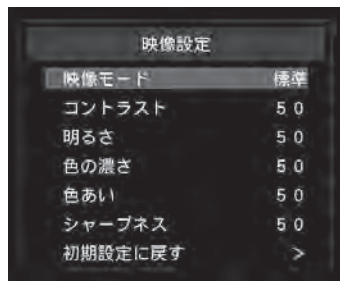 映像設定
映像モード 標準
コントラスト 50
明るさ 50
色の濃さ 50
色あい 50
シャープネス 50
初期設定に戻す >